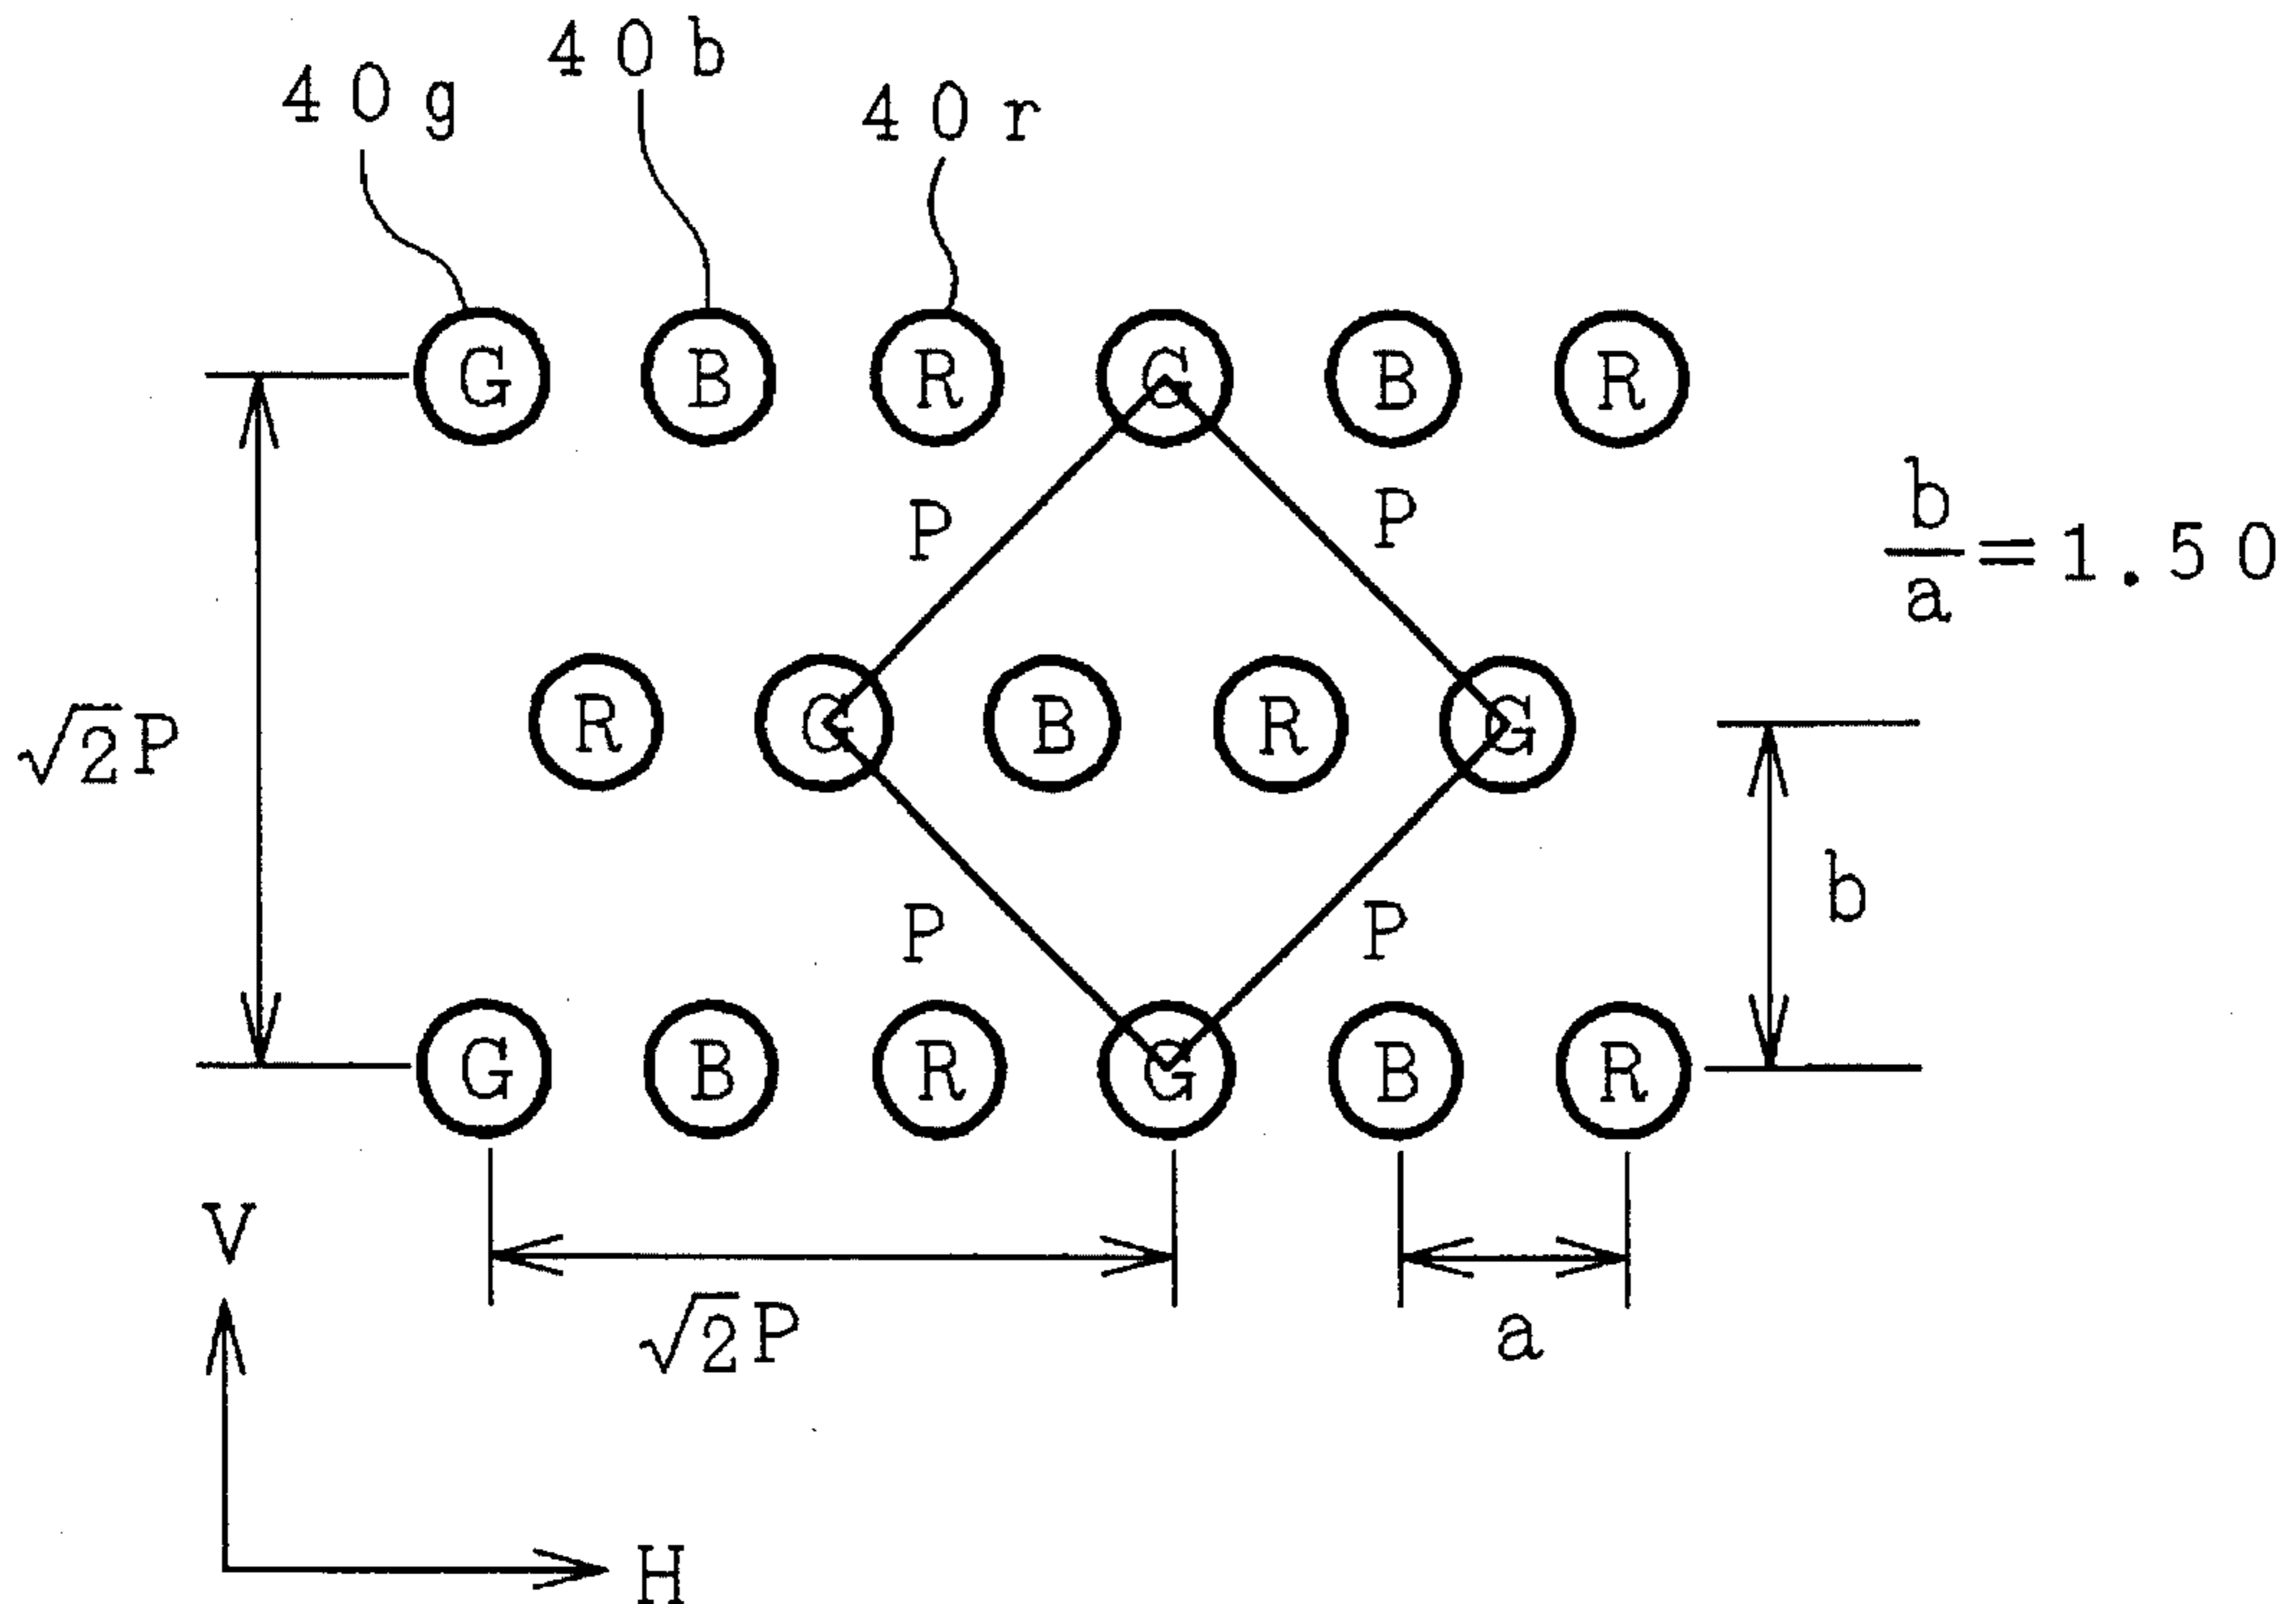 40g 40b 40r
G B R G B R
P P
b/a=1.50
R G B R G
√2P
b
P P
G B R G B R
V
√2P
a
H